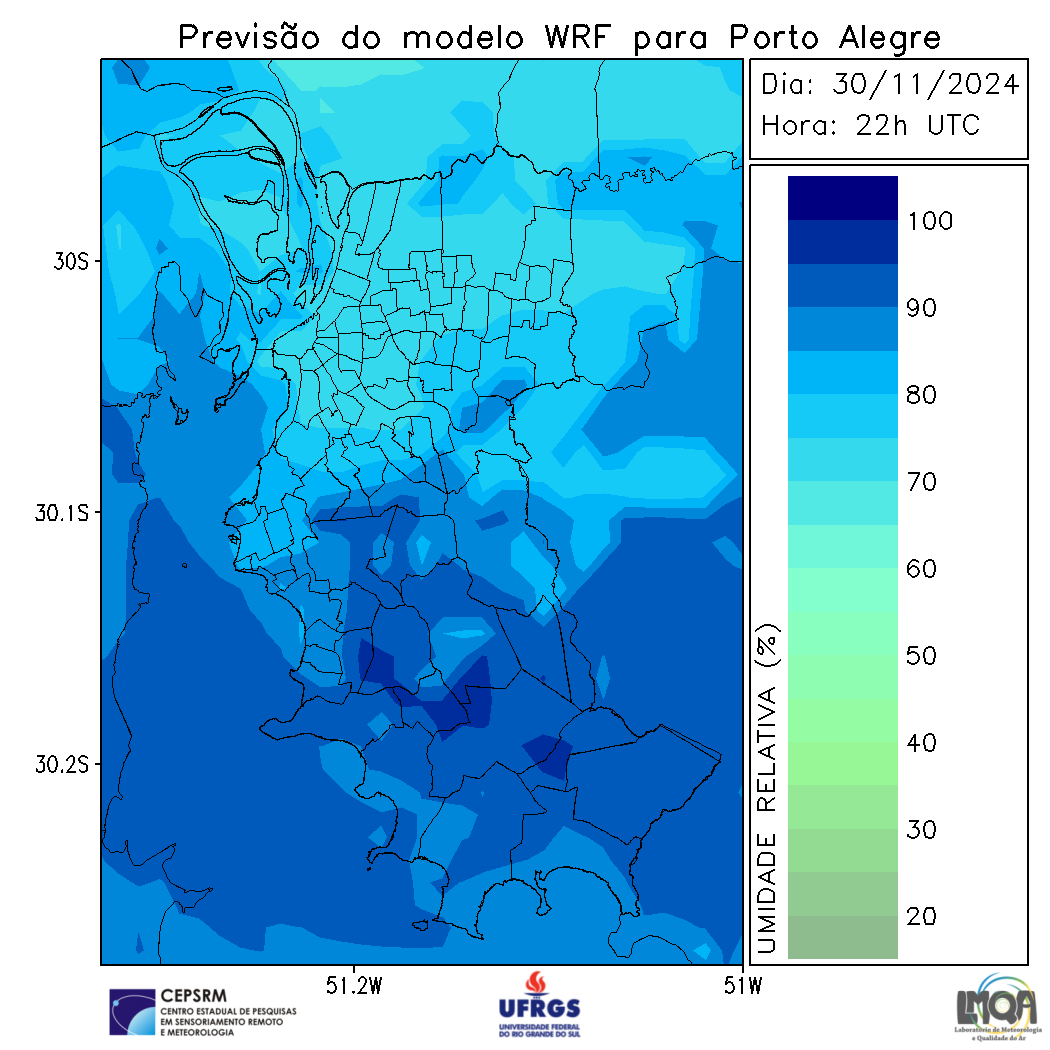 Previsão do modelo WRF para Porto Alegre
Dia: 30/11/2024
Hora: 22h UTC
30S
30.1S
30.2S
51.2W
51W
100
90
80
70
60
50
40
30
20
UMIDADE RELATIVA (%)
CEPSRM
CENTRO ESTADUAL DE PESQUISAS
EM SENSORIAMENTO REMOTO
E METEOROLOGIA
UFRGS
UNIVERSIDADE FEDERAL
DO RIO GRANDE DO SUL
LMQA
Laboratório de Meteorologia
e Qualidade do Ar